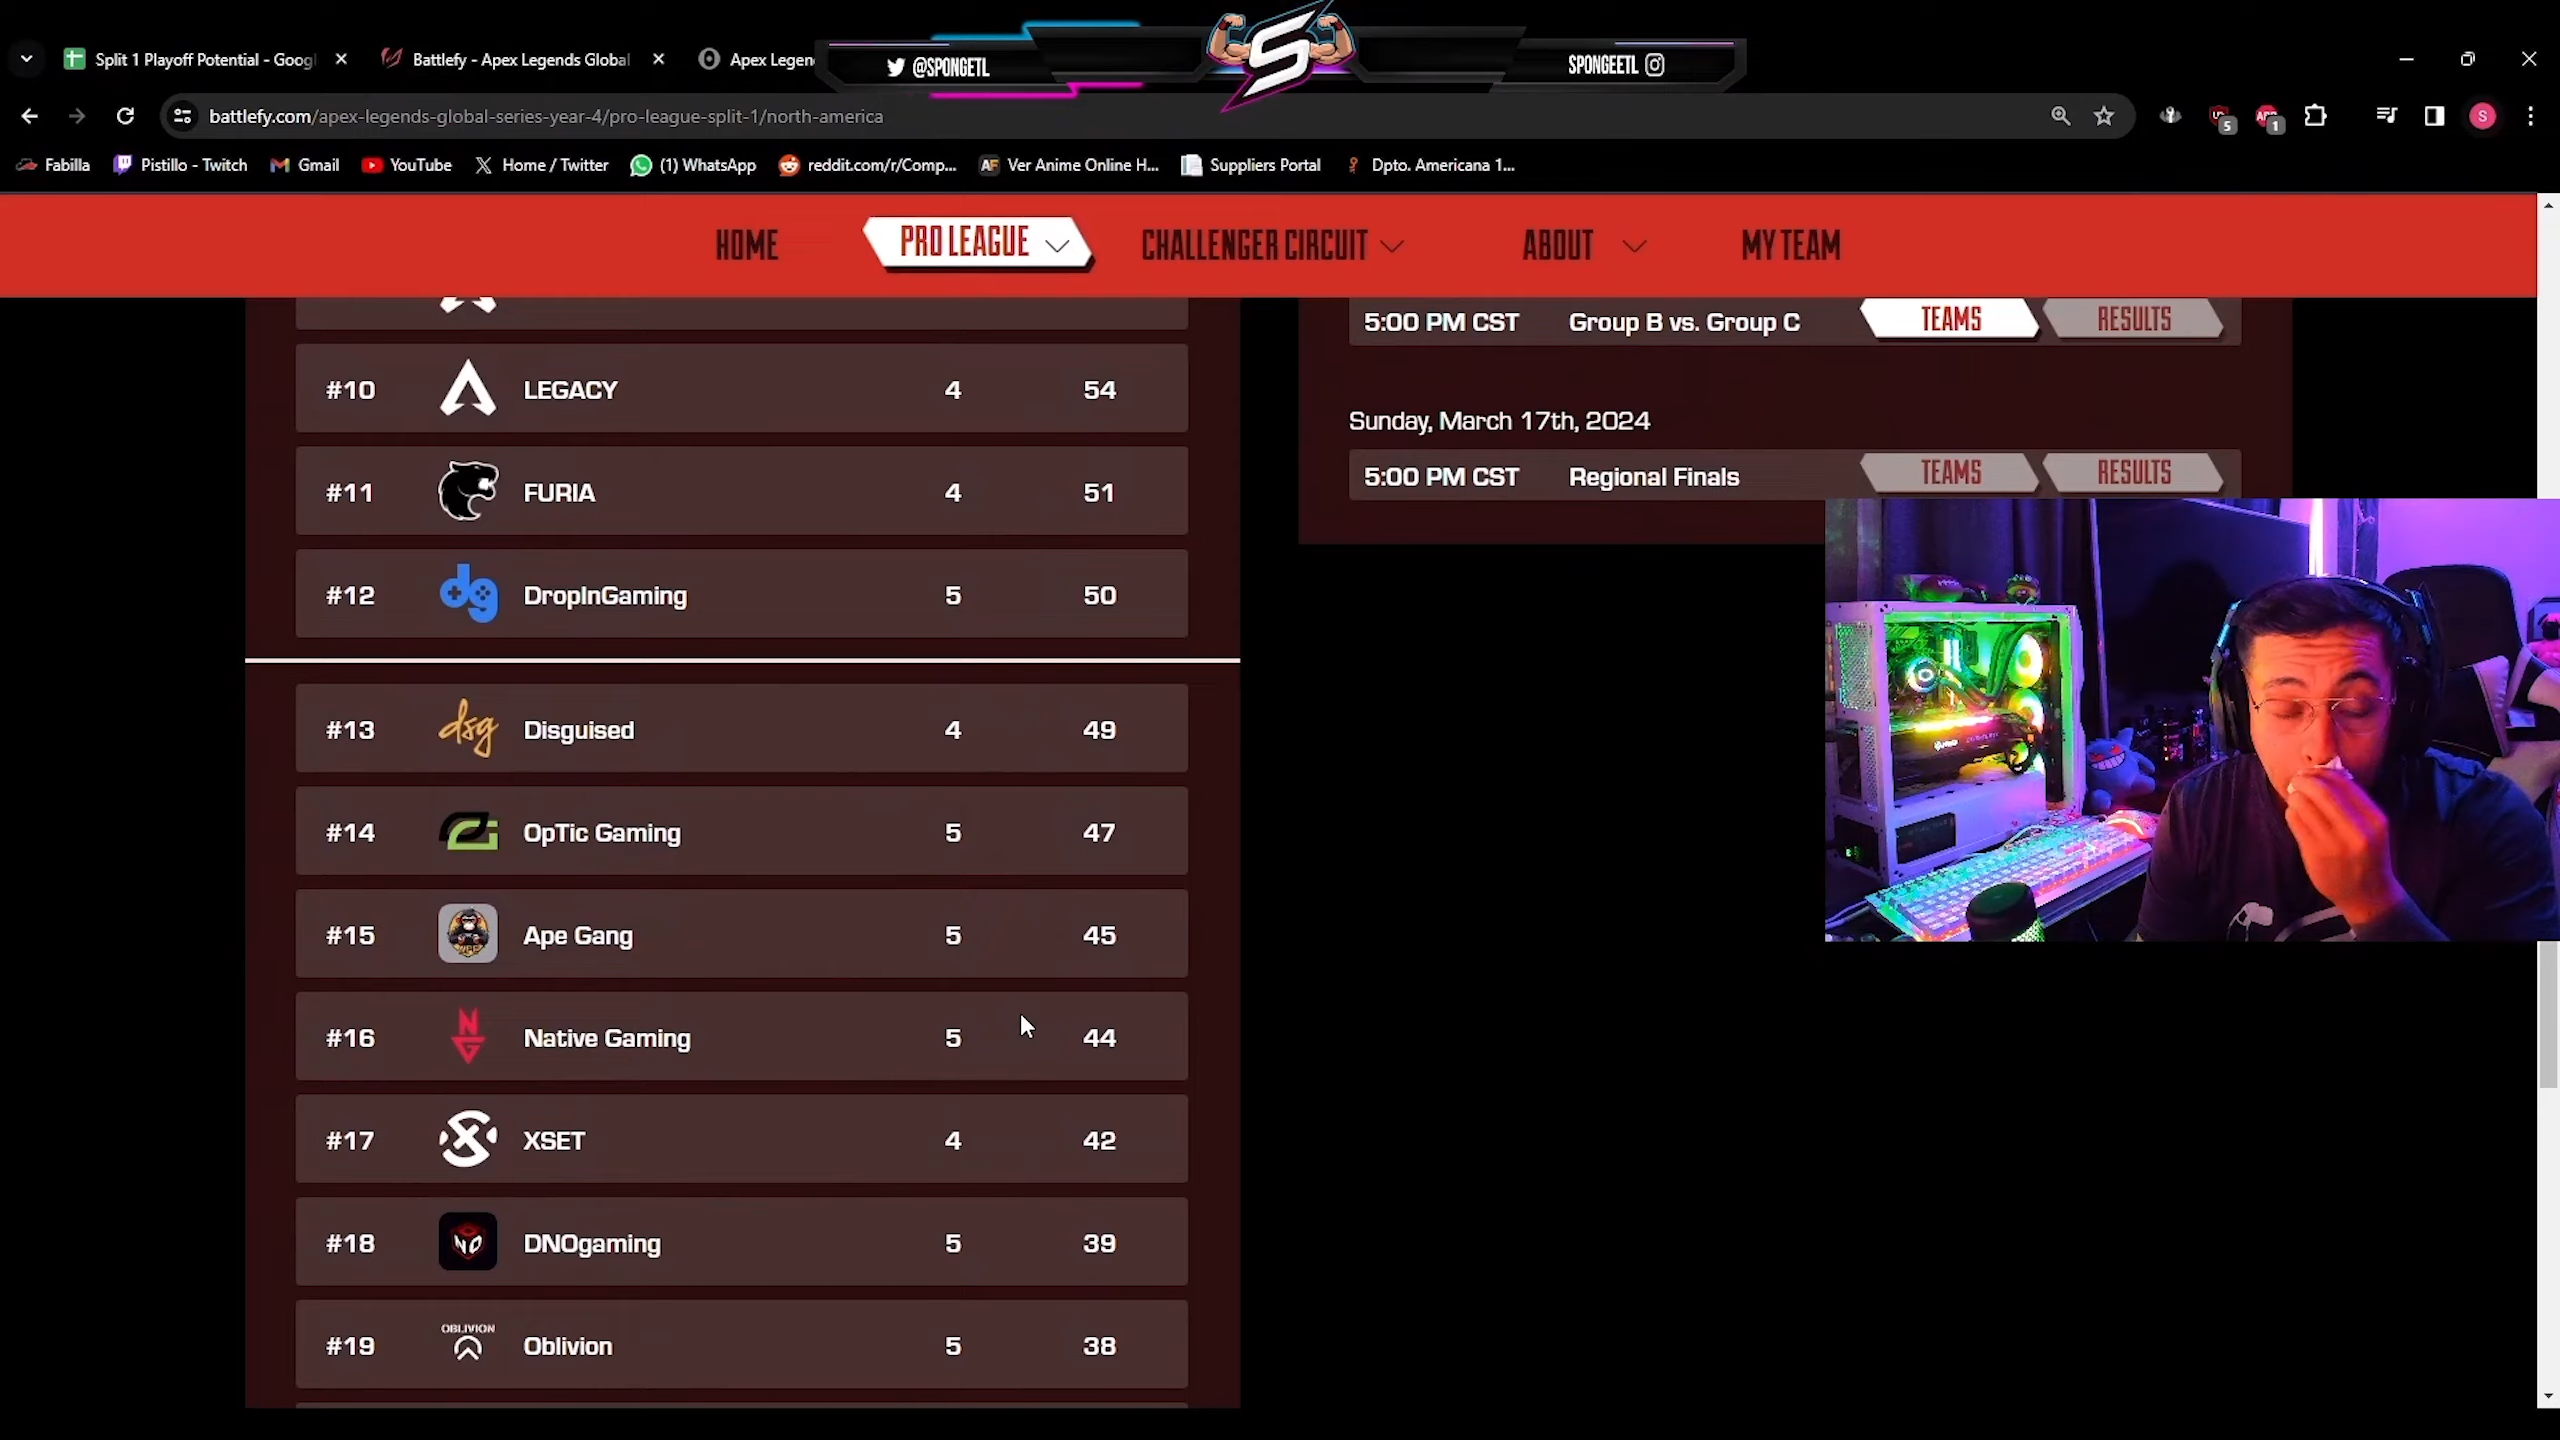 Split 1 Playoff Potential - Googl
Battlefy - Apex Legends Global
Apex Legen
@SPONGETL
S
SPONGEETL
battlefy.com/apex-legends-global-series-year-4/pro-league-split-1/north-america
5
1
S
Fabilla
Pistillo - Twitch
Gmail
YouTube
Home / Twitter
(1) WhatsApp
reddit.com/r/Comp...
AF
Ver Anime Online H...
Suppliers Portal
Dpto. Americana 1...
HOME
PRO LEAGUE
CHALLENGER CIRCUIT
ABOUT
MY TEAM
#10 LEGACY 4 54
#11 FURIA 4 51
#12 dg DropInGaming 5 50
#13 dsg Disguised 4 49
#14 OpTic Gaming 5 47
#15 Ape Gang 5 45
#16 NG Native Gaming 5 44
#17 XSET 4 42
#18 DNOgaming 5 39
#19 OBLIVION Oblivion 5 38
5:00 PM CST Group B vs. Group C TEAMS RESULTS
Sunday, March 17th, 2024
5:00 PM CST Regional Finals TEAMS RESULTS